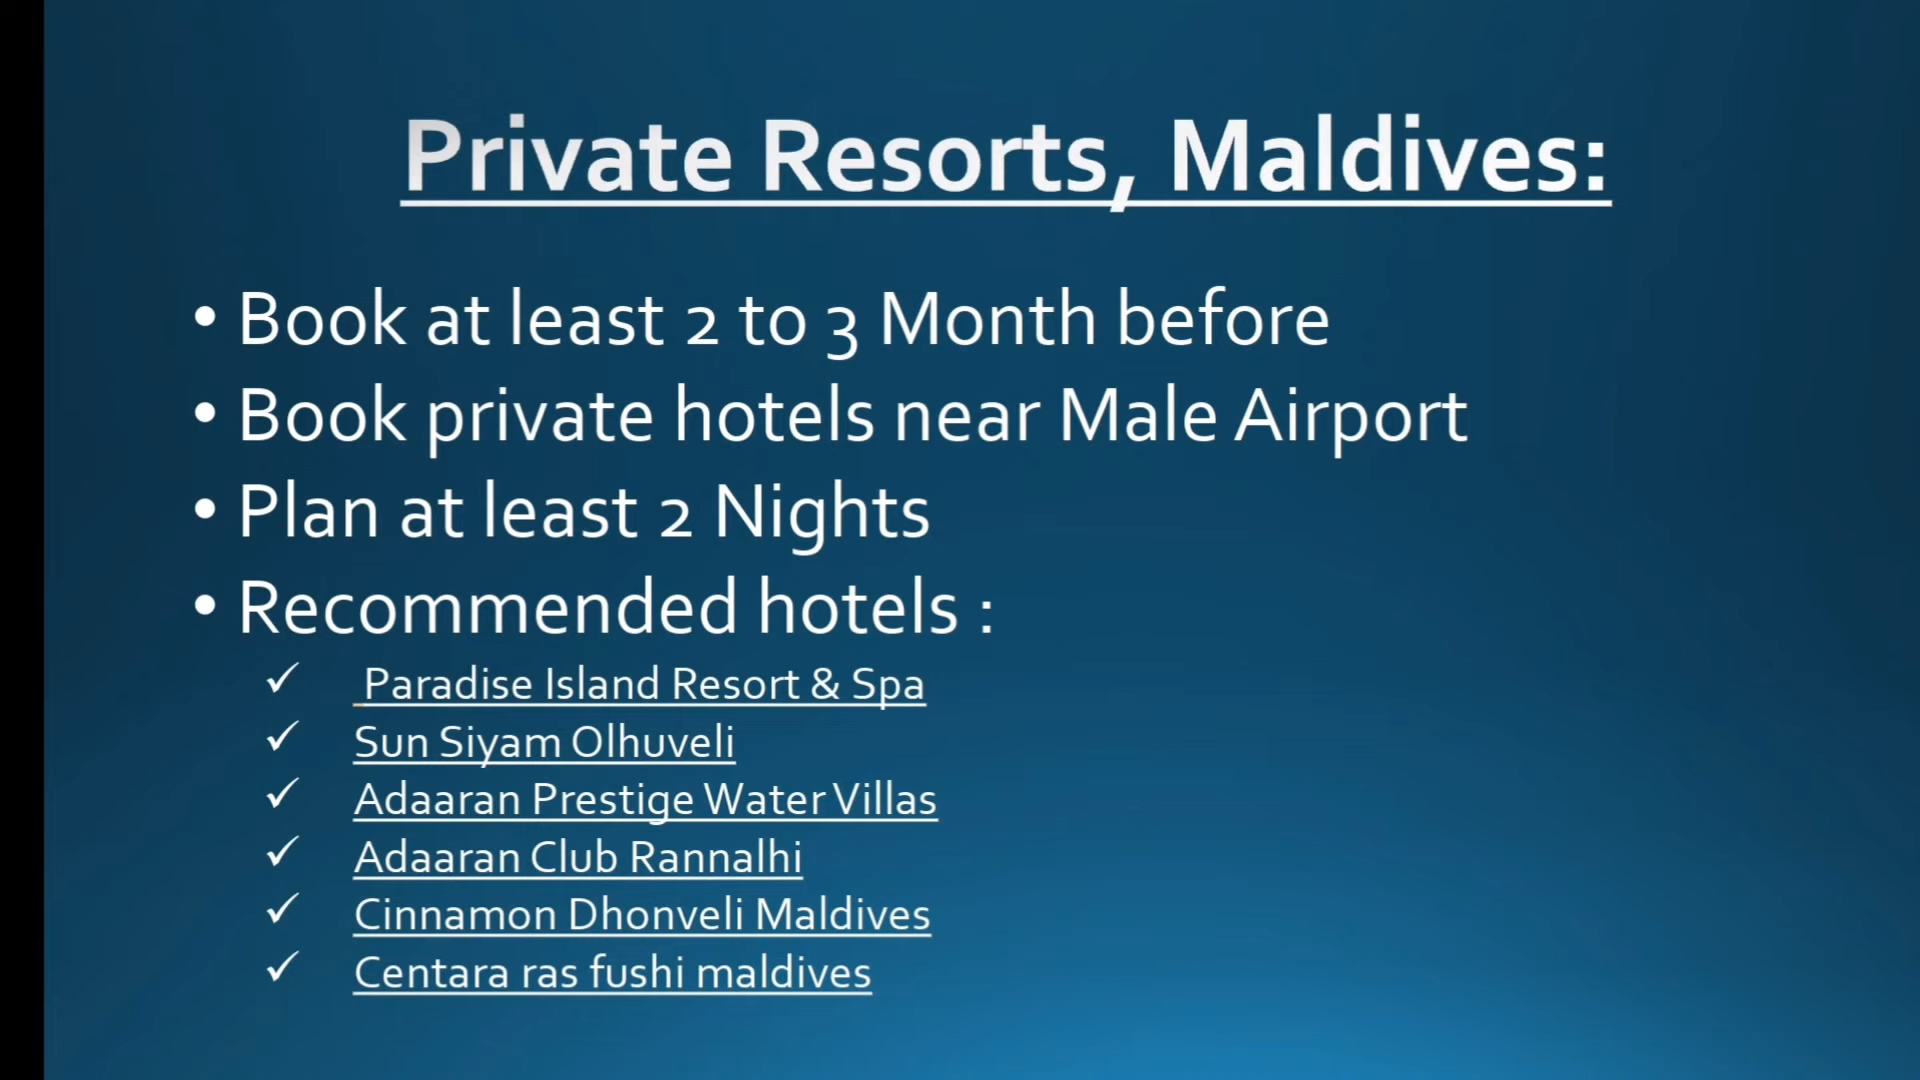 Private Resorts, Maldives:
• Book at least 2 to 3 Month before
• Book private hotels near Male Airport
• Plan at least 2 Nights
• Recommended hotels :
✓ Paradise Island Resort & Spa
✓ Sun Siyam Olhuveli
✓ Adaaran Prestige Water Villas
✓ Adaaran Club Rannalhi
✓ Cinnamon Dhonveli Maldives
✓ Centara ras fushi maldives